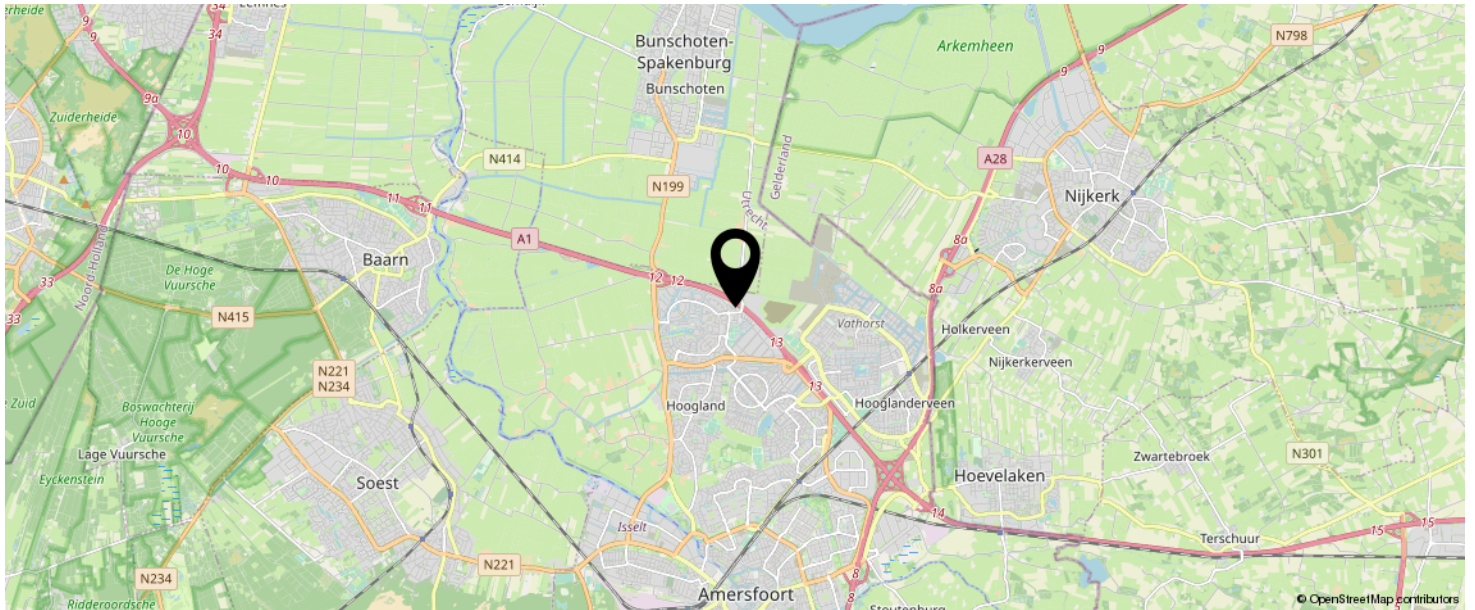 34
9
9
Bunschoten-
Spakenburg
Arkemheen
N798
9
9
34
Bunschoten
9a
Zuiderheide
10
Gelderland
A28
N414
10
10
N199
Nijkerk
11
11
Utrecht
A1
8a
Noord-Holland
De Hoge
Vuursche
Baarn
12
12
33
8a
33
N415
Vathorst
Holkerveen
13
Nijkerkerveen
N221
N234
13
Zuid
Boswachterij
Hooge
Vuursche
Hoogland
Hooglanderveen
Lage Vuursche
Zwartebroek
N301
Eyckenstein
Soest
Hoevelaken
14
15
15
Isselt
Terschuur
N221
N234
8
8
Amersfoort
Ridderoordsche
Stoutenburg
© OpenStreetMap contributors